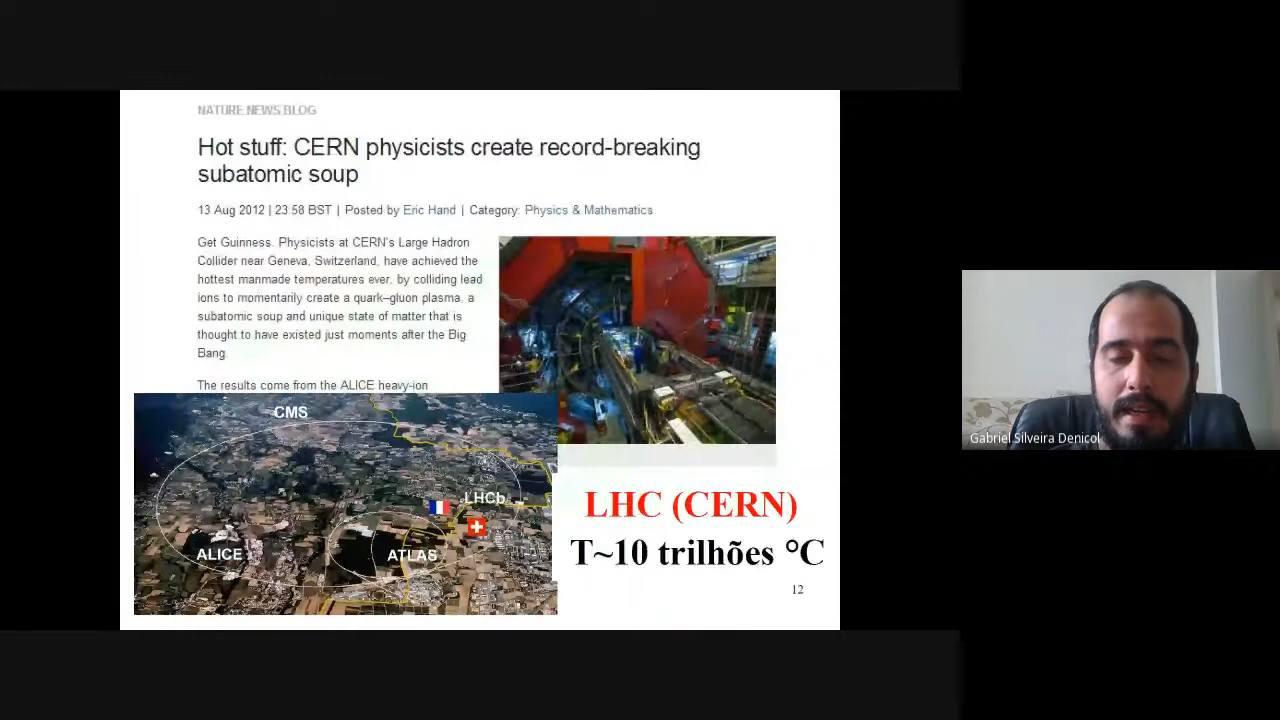 NATURE NEWS BLOG
Hot stuff: CERN physicists create record-breaking
subatomic soup
13 Aug 2012 | 23:58 BST | Posted by Eric Hand | Category: Physics & Mathematics
Get Guinness. Physicists at CERN's Large Hadron
Collider near Geneva, Switzerland, have achieved the
hottest manmade temperatures ever, by colliding lead
ions to momentarily create a quark–gluon plasma, a
subatomic soup and unique state of matter that is
thought to have existed just moments after the Big
Bang.
The results come from the ALICE heavy-ion
CMS
LHCb
ALICE
ATLAS
LHC (CERN)
T~10 trilhões °C
12
Gabriel Silveira Denicol